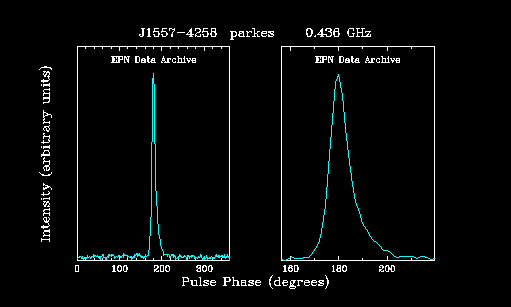 J1557-4258 parkes 0.436 GHz
EPN Data Archive EPN Data Archive
Intensity (arbitrary units)
0 100 200 300 160 180 200
Pulse Phase (degrees)